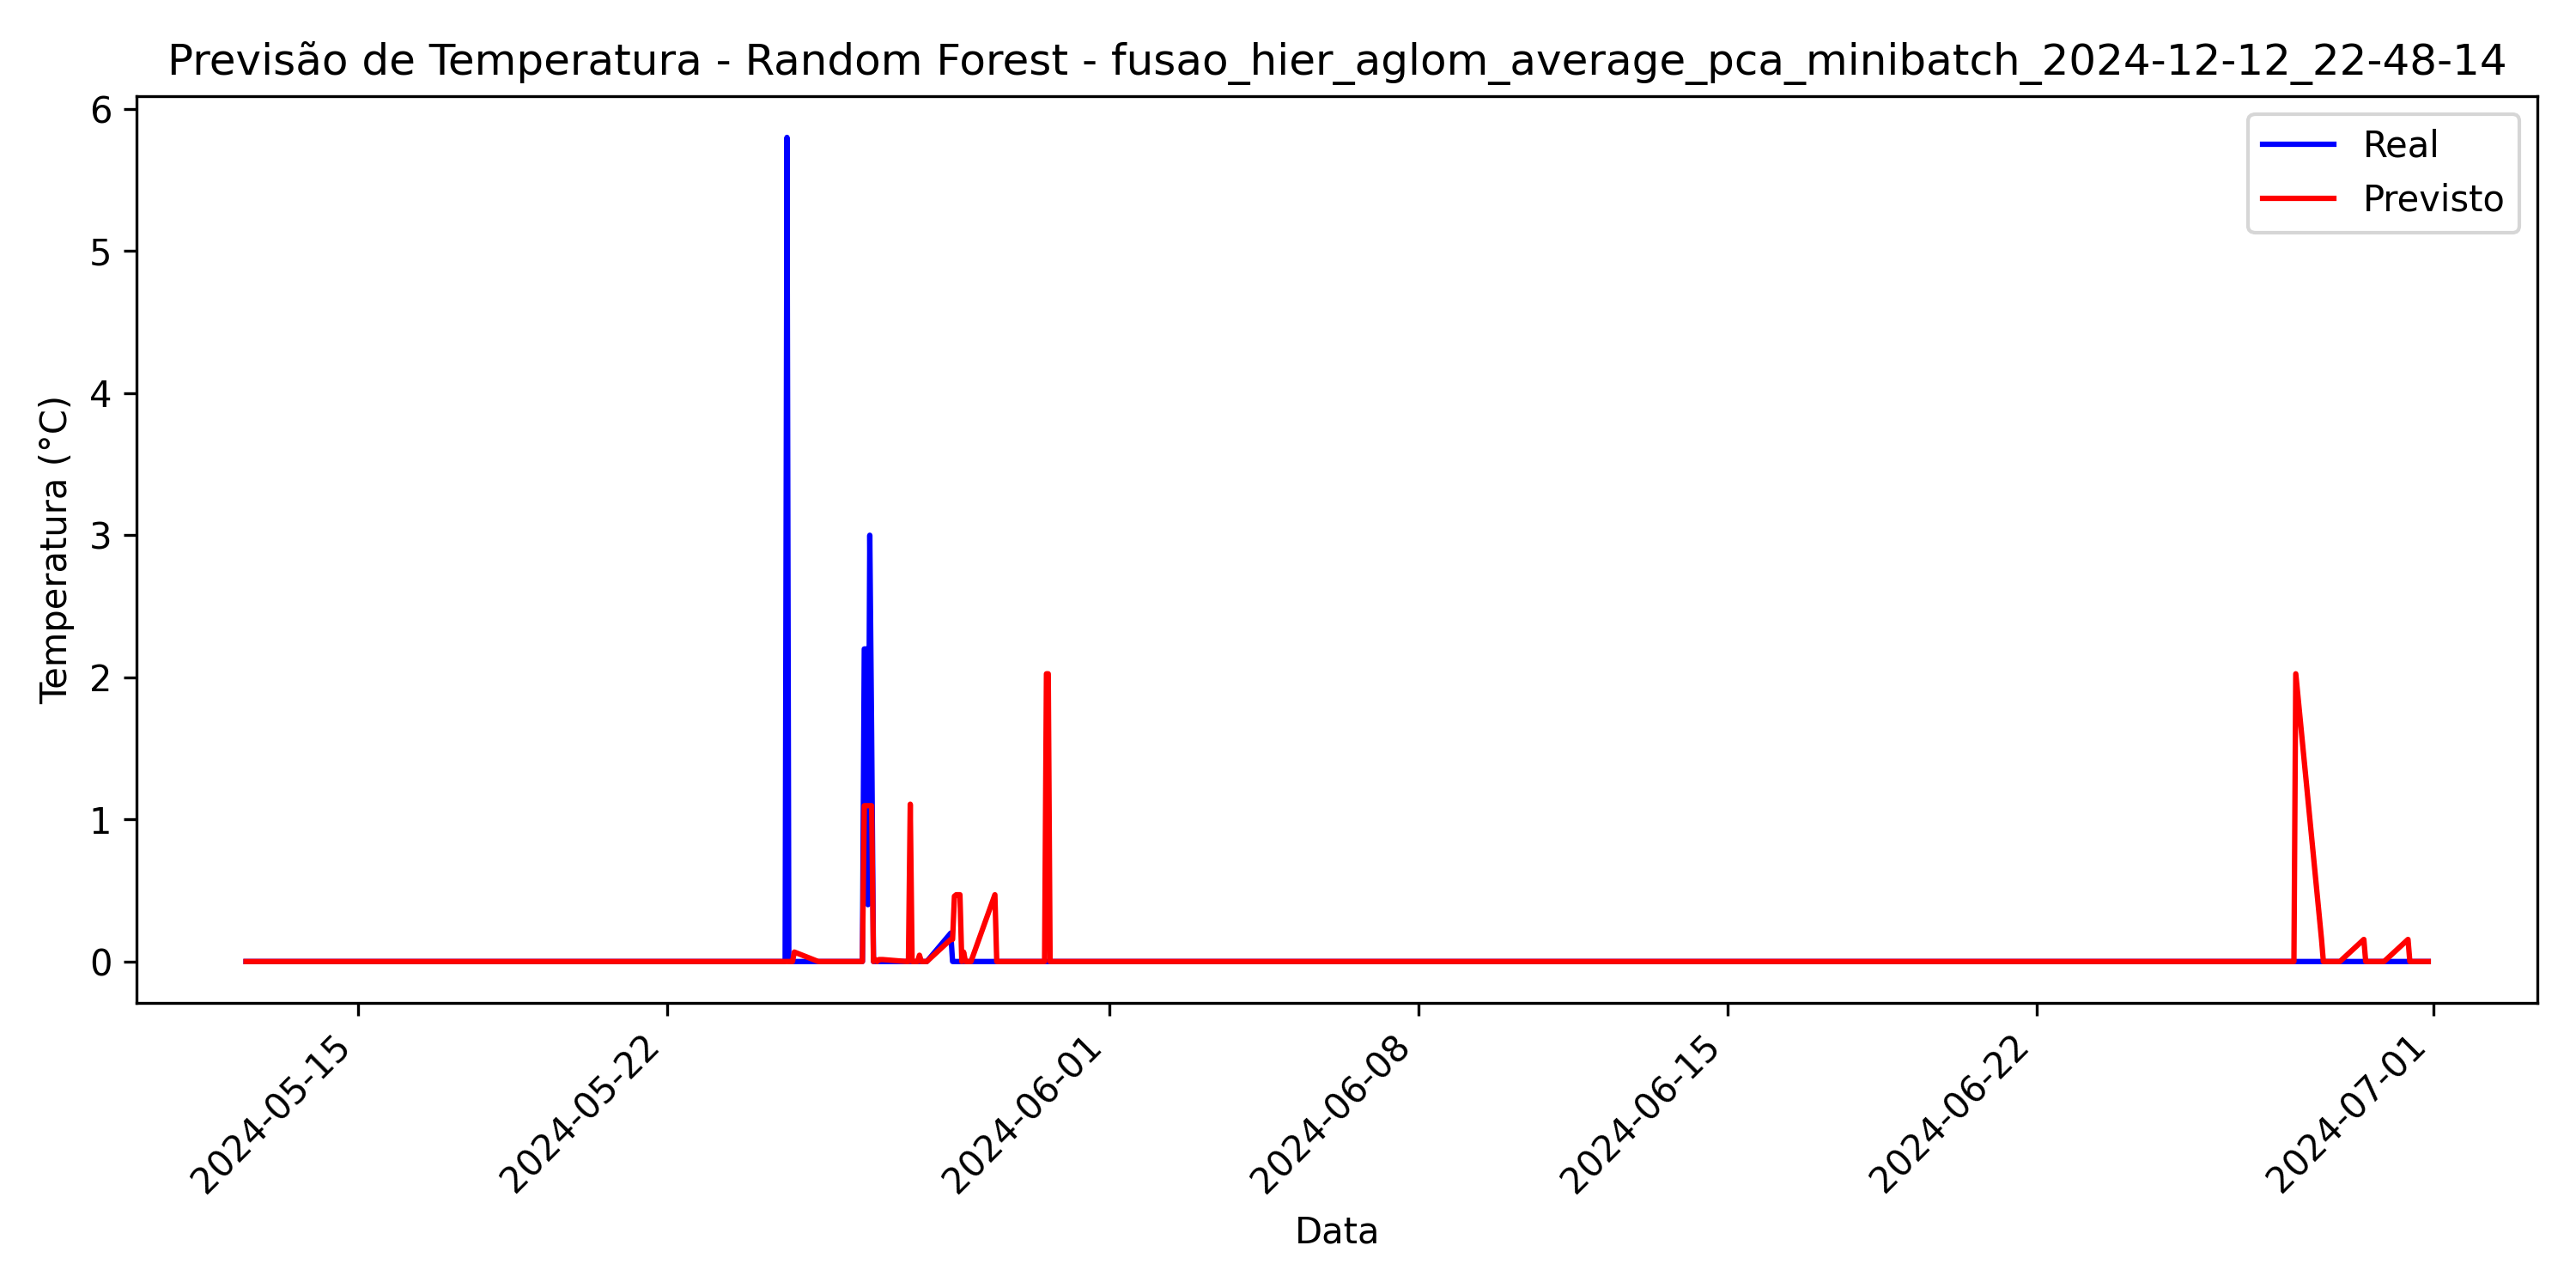 Previsão de Temperatura - Random Forest - fusao_hier_aglom_average_pca_minibatch_2024-12-12_22-48-14
Real
Previsto
Temperatura (°C)
6
5
4
3
2
1
0
2024-05-15
2024-05-22
2024-06-01
2024-06-08
2024-06-15
2024-06-22
2024-07-01
Data